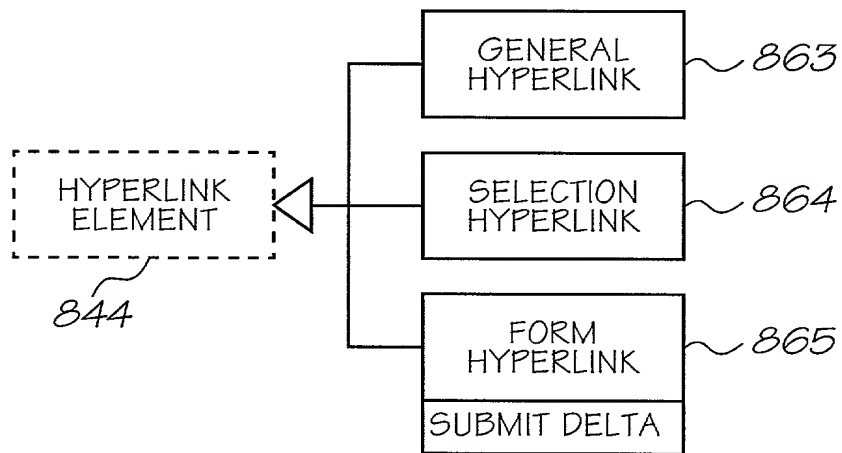 GENERAL
HYPERLINK
863
HYPERLINK
ELEMENT
844
SELECTION
HYPERLINK
864
FORM
HYPERLINK
865
SUBMIT DELTA